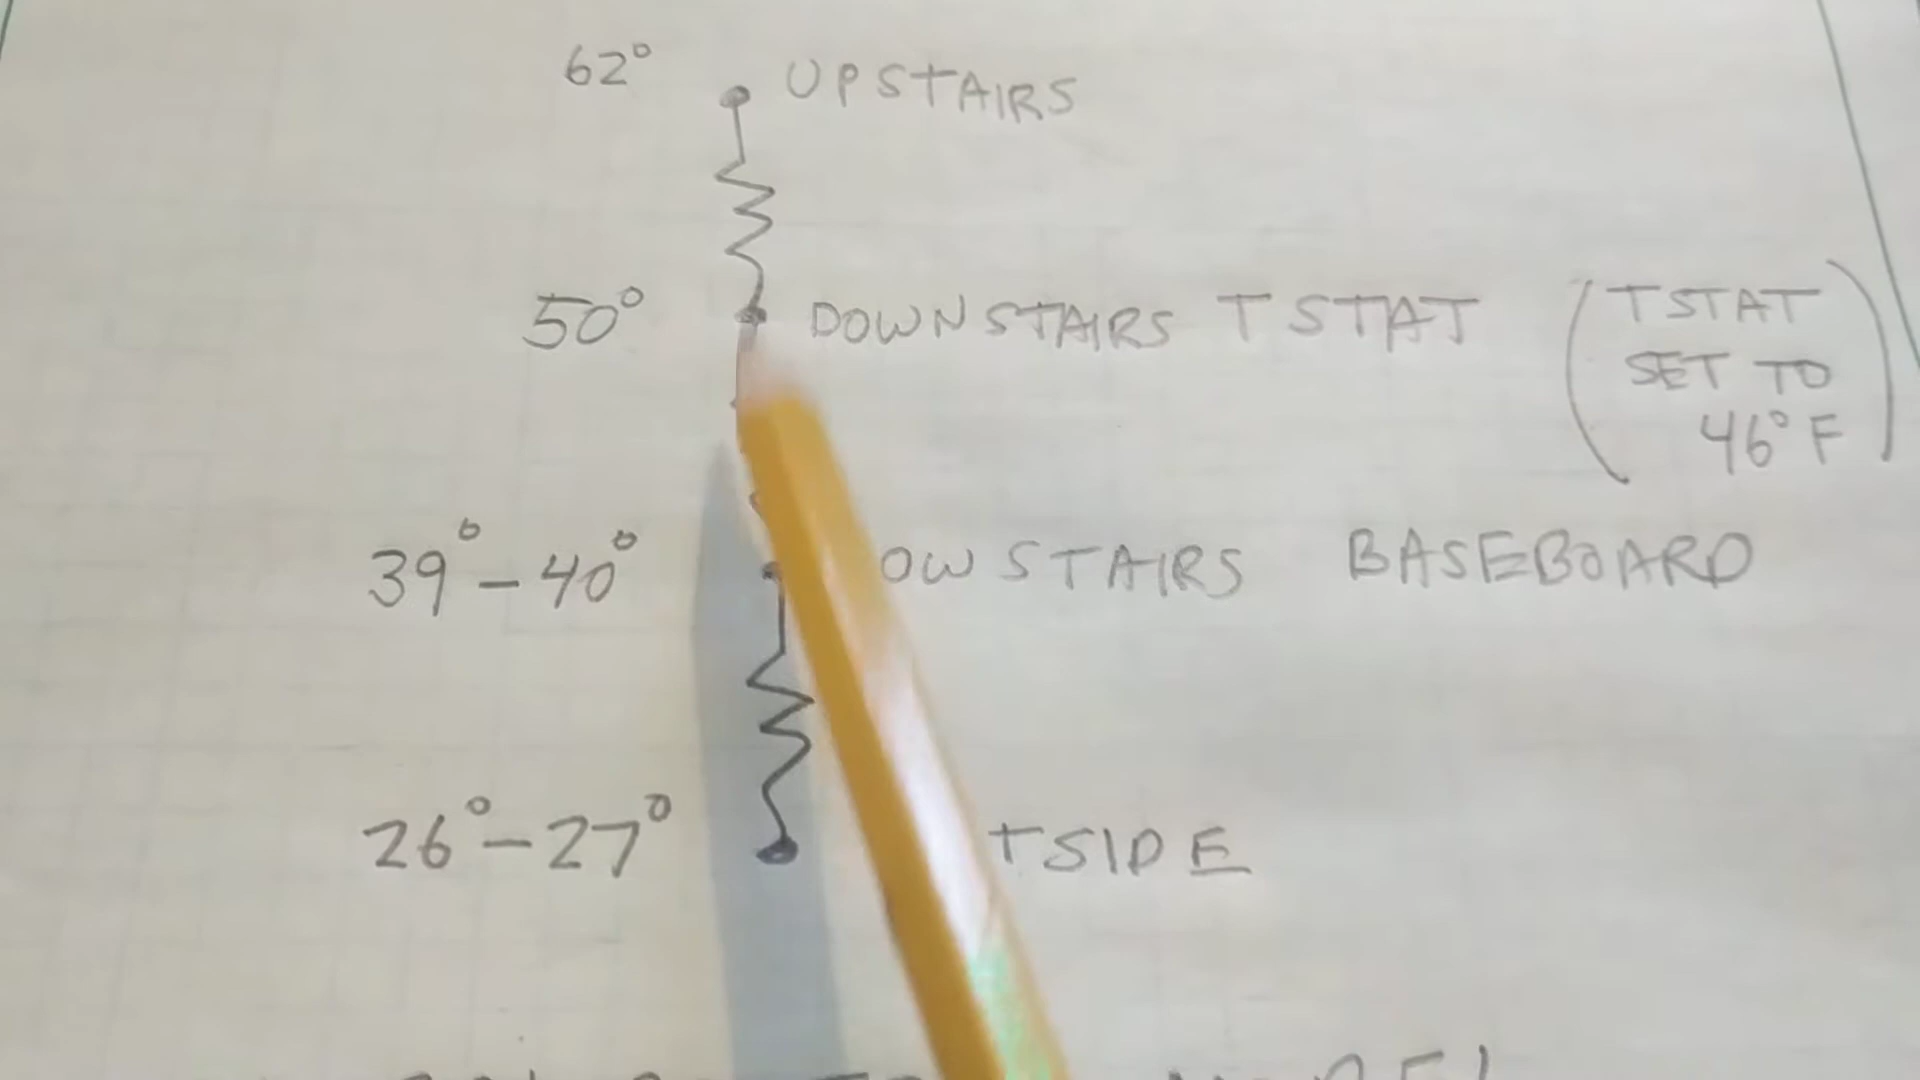 62° UPSTAIRS
50° DOWNSTAIRS TSTAT
(TSTAT
SET TO
46°F)
39°-40° OWSTAIRS BASEBOARD
26°-27° TSIDE